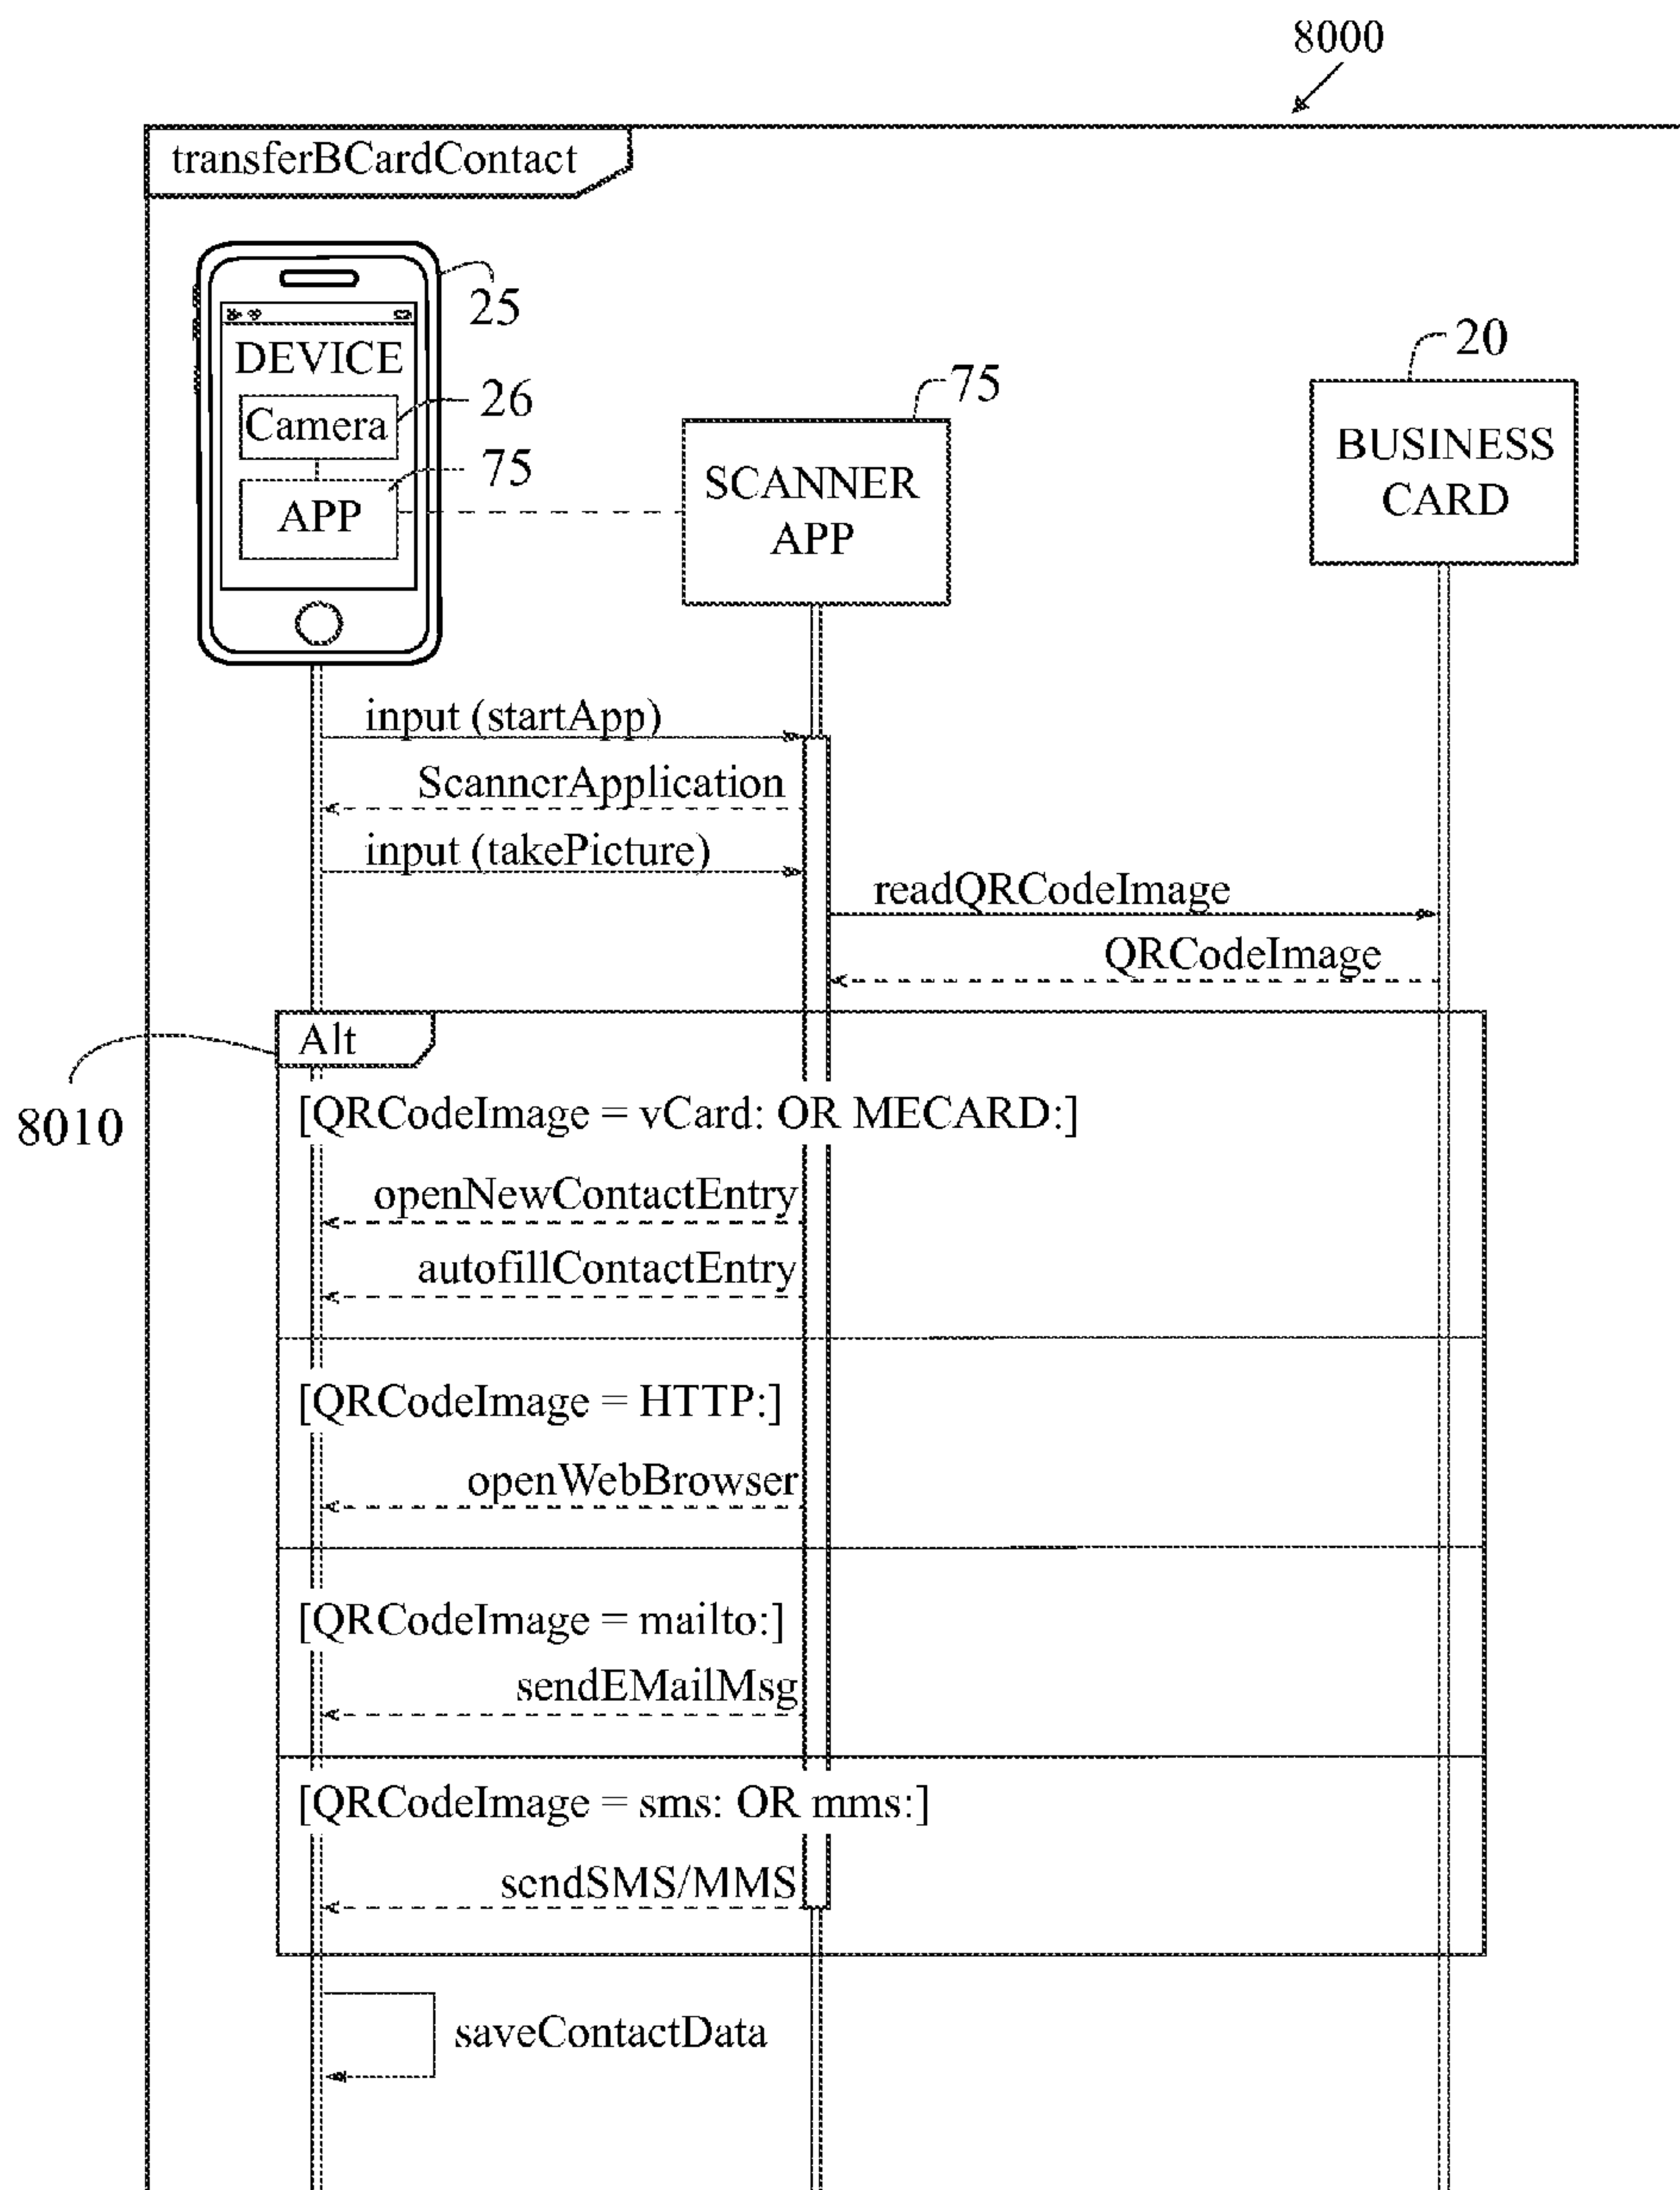 8000
transferBCardContact
25
DEVICE
Camera
26
75
APP
75
SCANNER
APP
20
BUSINESS
CARD
input (startApp)
ScannerApplication
input (takePicture)
readQRCodeImage
QRCodeImage
Alt
8010
[QRCodeImage = vCard: OR MECARD:]
openNewContactEntry
autofillContactEntry
[QRCodeImage = HTTP:]
openWebBrowser
[QRCodeImage = mailto:]
sendEMailMsg
[QRCodeImage = sms: OR mms:]
sendSMS/MMS
saveContactData